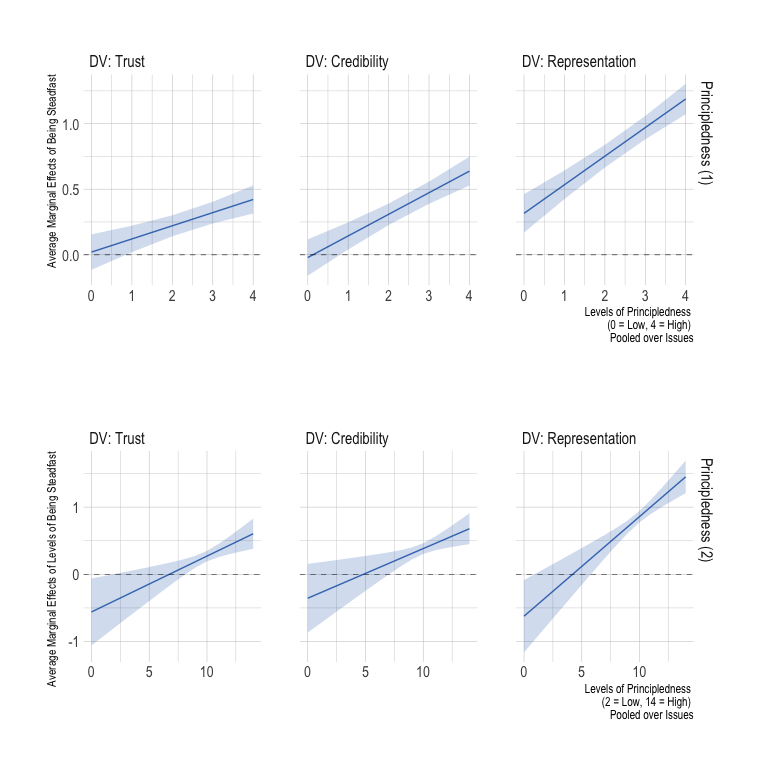 DV: Trust
DV: Credibility
DV: Representation
Average Marginal Effects of Being Steadfast
1.0
0.5
0.0
Principledness (1)
0 1 2 3 4
0 1 2 3 4
0 1 2 3 4
Levels of Principledness
(0 = Low, 4 = High)
Pooled over Issues
DV: Trust
DV: Credibility
DV: Representation
Average Marginal Effects of Levels of Being Steadfast
1
0
-1
Principledness (2)
0 5 10
0 5 10
0 5 10
Levels of Principledness
(2 = Low, 14 = High)
Pooled over Issues